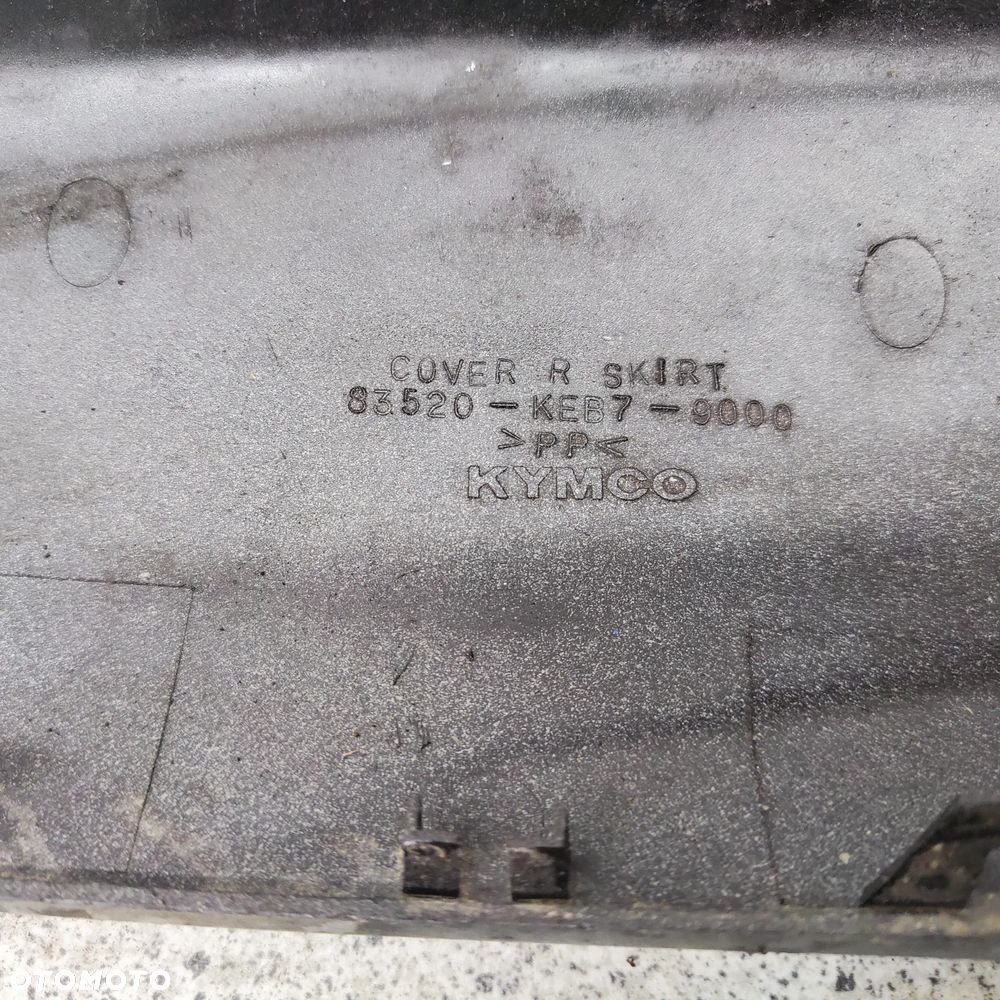 COVER R SKIRT
83520-KEB7-9000
>PP<
KYMCO
OTOMOTO